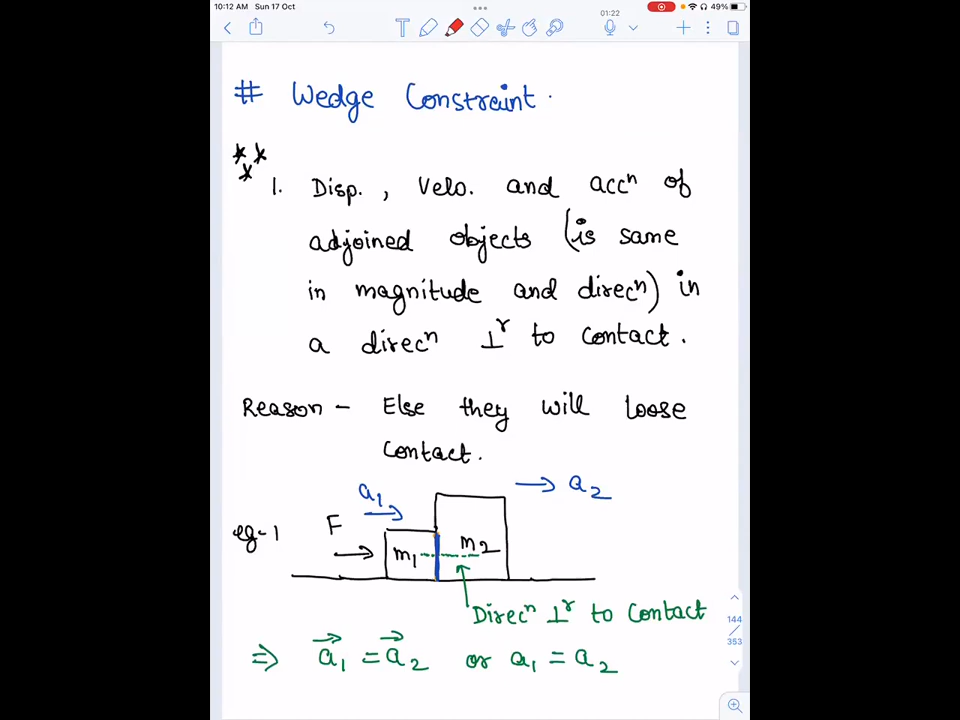 10:12 AM Sun 17 Oct
01:22
49%
T
# Wedge Constraint.
1. Disp., Velo. and accⁿ of
adjoined objects (is same
in magnitude and direcⁿ) in
a direcⁿ ⊥ʳ to contact.
Reason – Else they will loose
Contact.
eg-1
F
a₁
→ a₂
m₁
m₂
Direcⁿ ⊥ʳ to Contact
⇒ a⃗₁ = a⃗₂ or a₁ = a₂
144
/
353